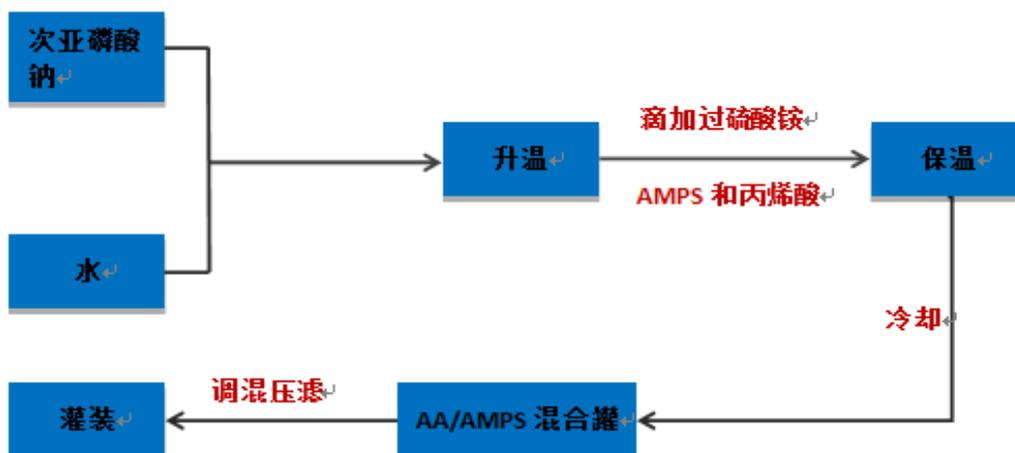 次亚磷酸
钠
滴加过硫酸铵
升温
保温
AMPS 和丙烯酸
水
冷却
调混压滤
灌装
AA/AMPS 混合罐